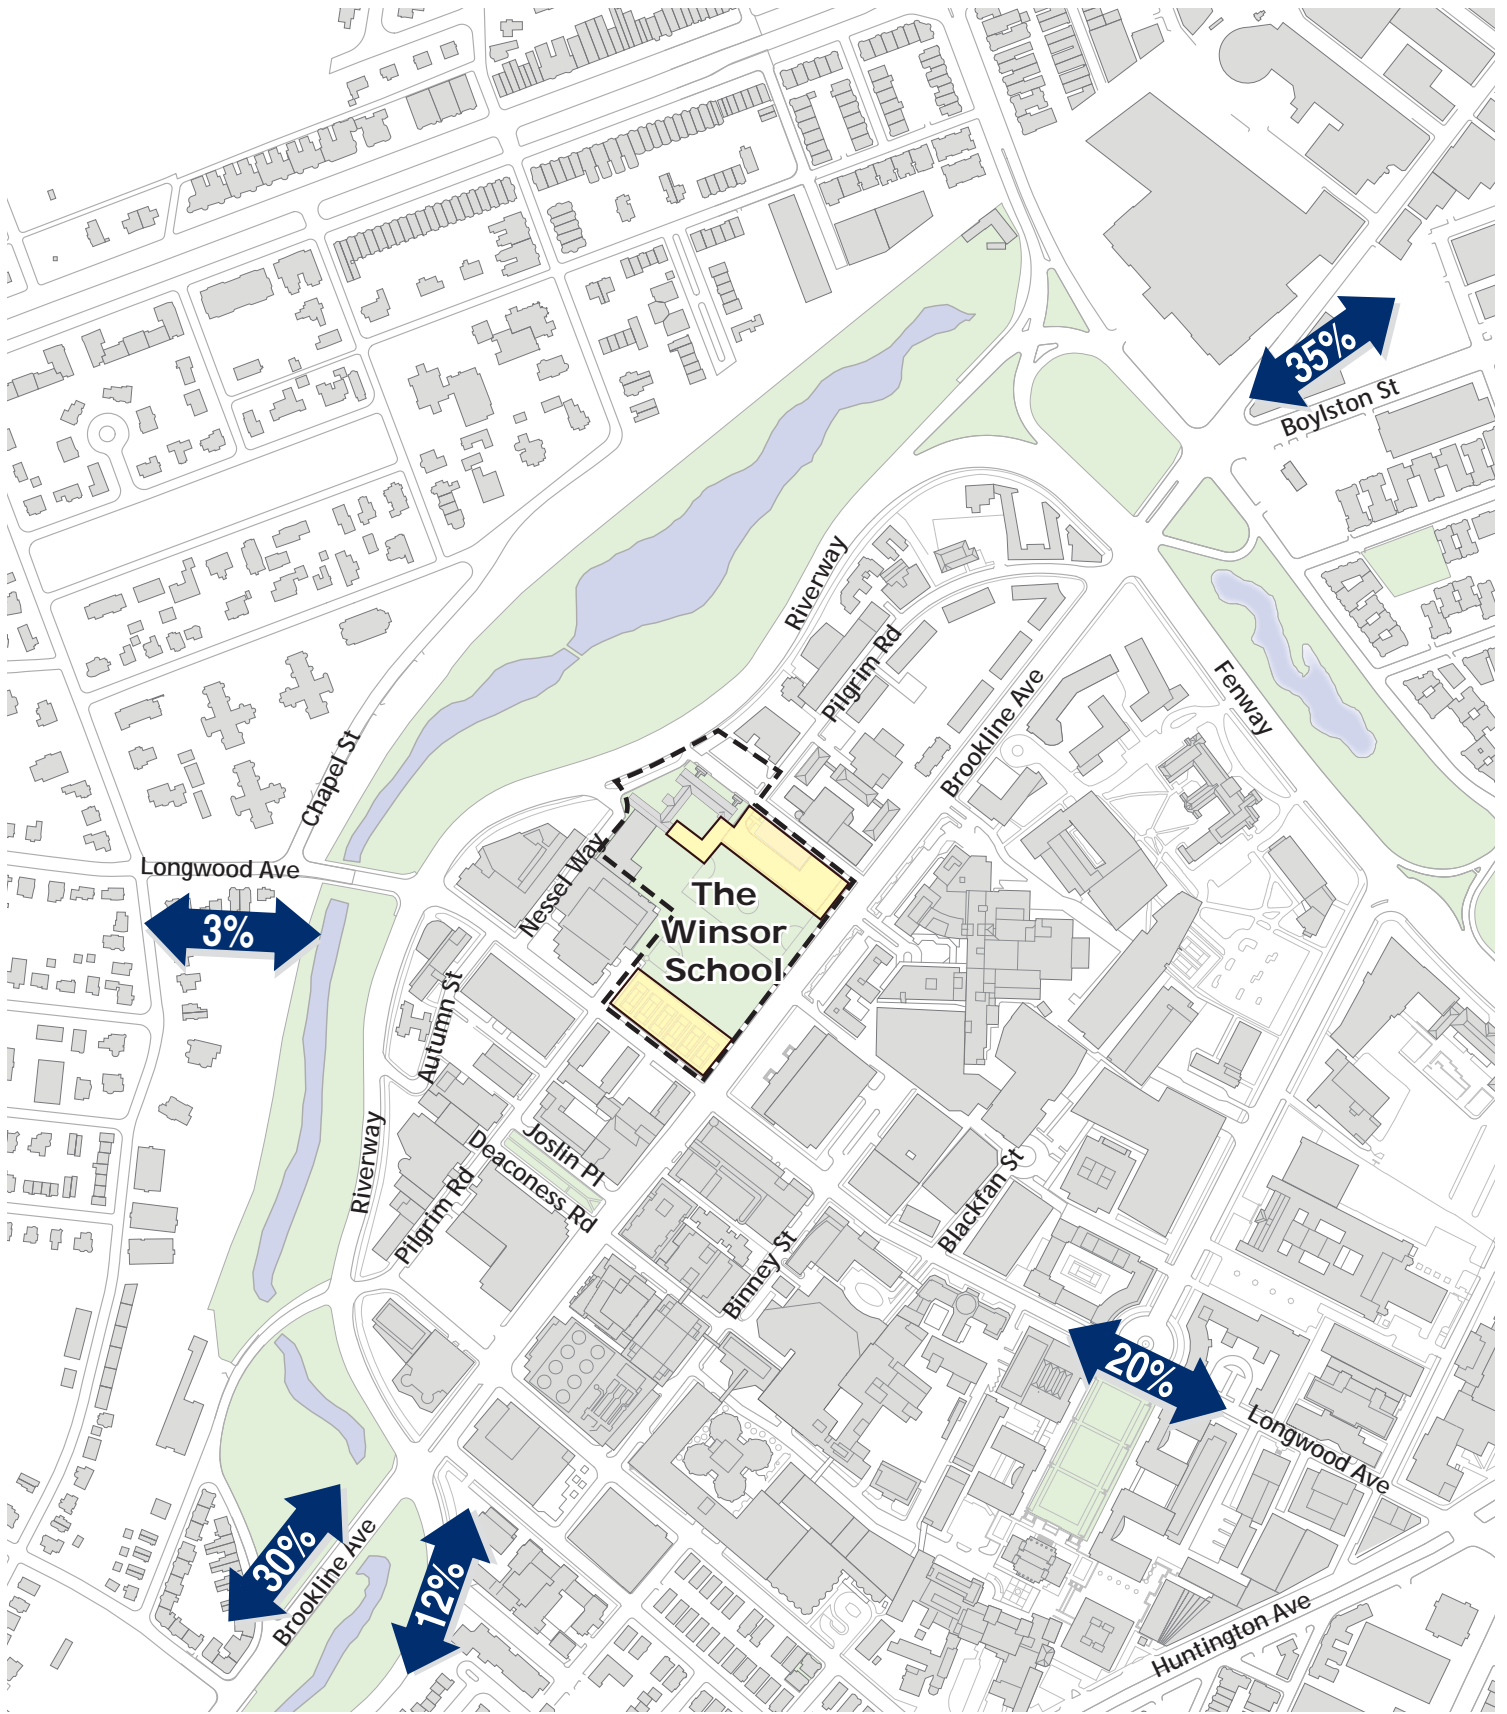 35%
Boylston St
Riverway
Pilgrim Rd
Brookline Ave
Fenway
Chapel St
Longwood Ave
Nessel Way
The
Winsor
School
3%
Autumn St
Riverway
Joslin Pl
Deaconess Rd
Pilgrim Rd
Blackfan St
Binney St
20%
Longwood Ave
30%
Brookline Ave
12%
Huntington Ave